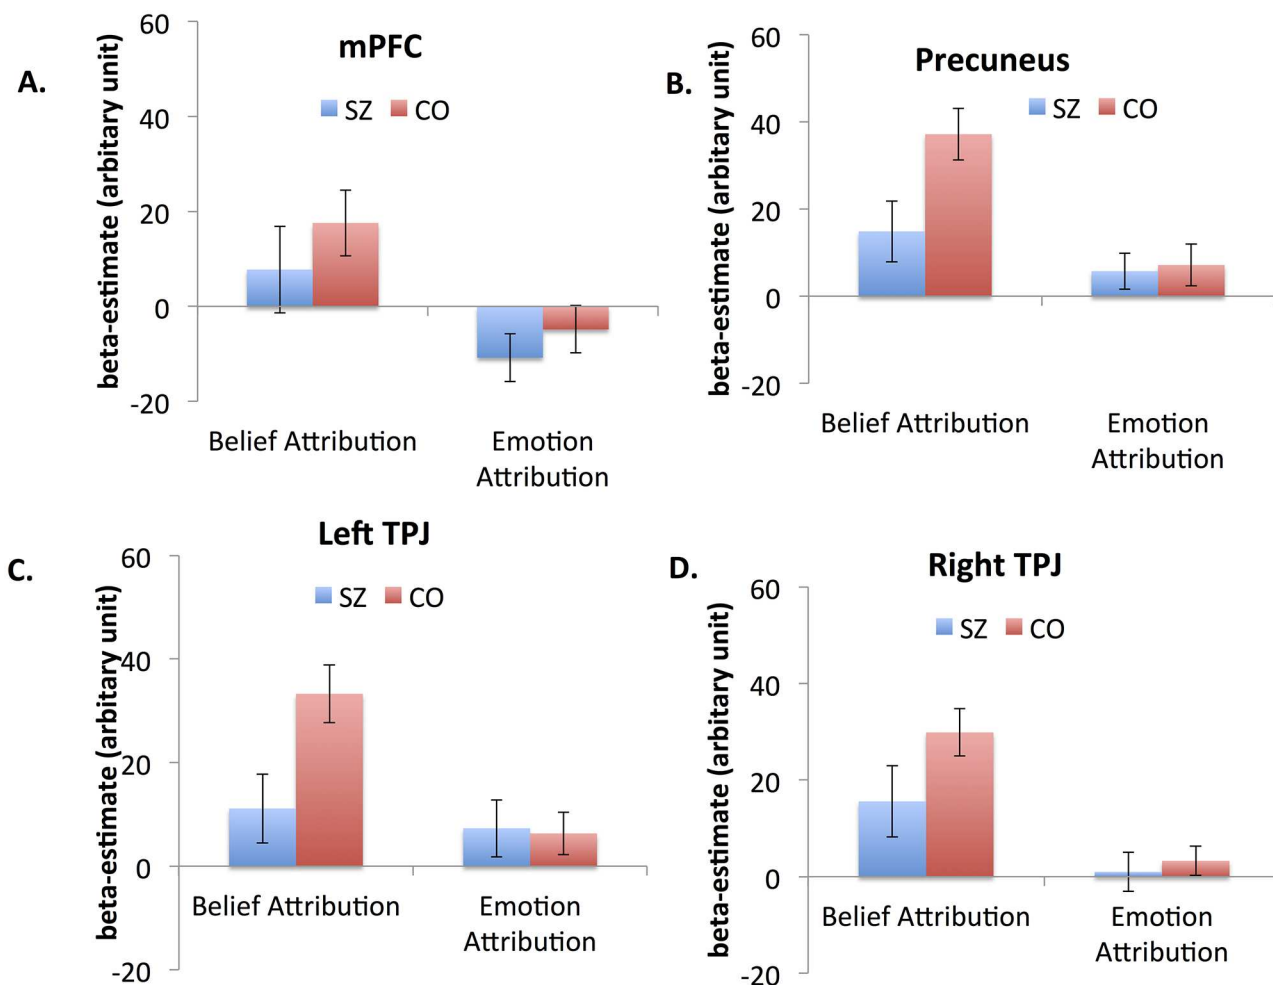 A.
mPFC
SZ CO
beta-estimate (arbitary unit)
60
40
20
0
-20
Belief Attribution
Emotion
Attribution
B.
Precuneus
SZ CO
beta-estimate (arbitary unit)
60
40
20
0
-20
Belief Attribution
Emotion
Attribution
C.
Left TPJ
SZ CO
beta-estimate (arbitary unit)
60
40
20
0
-20
Belief Attribution
Emotion
Attribution
D.
Right TPJ
SZ CO
beta-estimate (arbitary unit)
60
40
20
0
-20
Belief Attribution
Emotion
Attribution